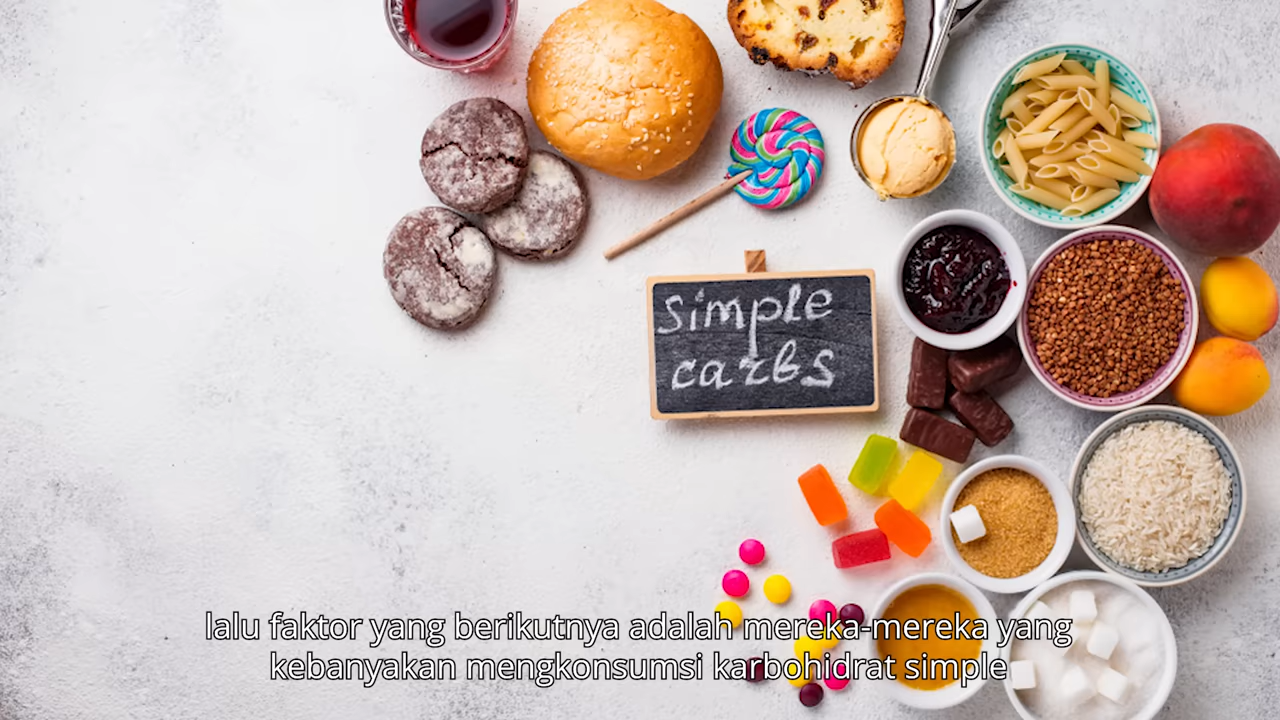 simple
carbs
lalu faktor yang berikutnya adalah mereka-mereka yang
kebanyakan mengkonsumsi karbohidrat simple